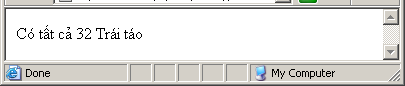 Có tất cả 32 Trái táo
Done
My Computer